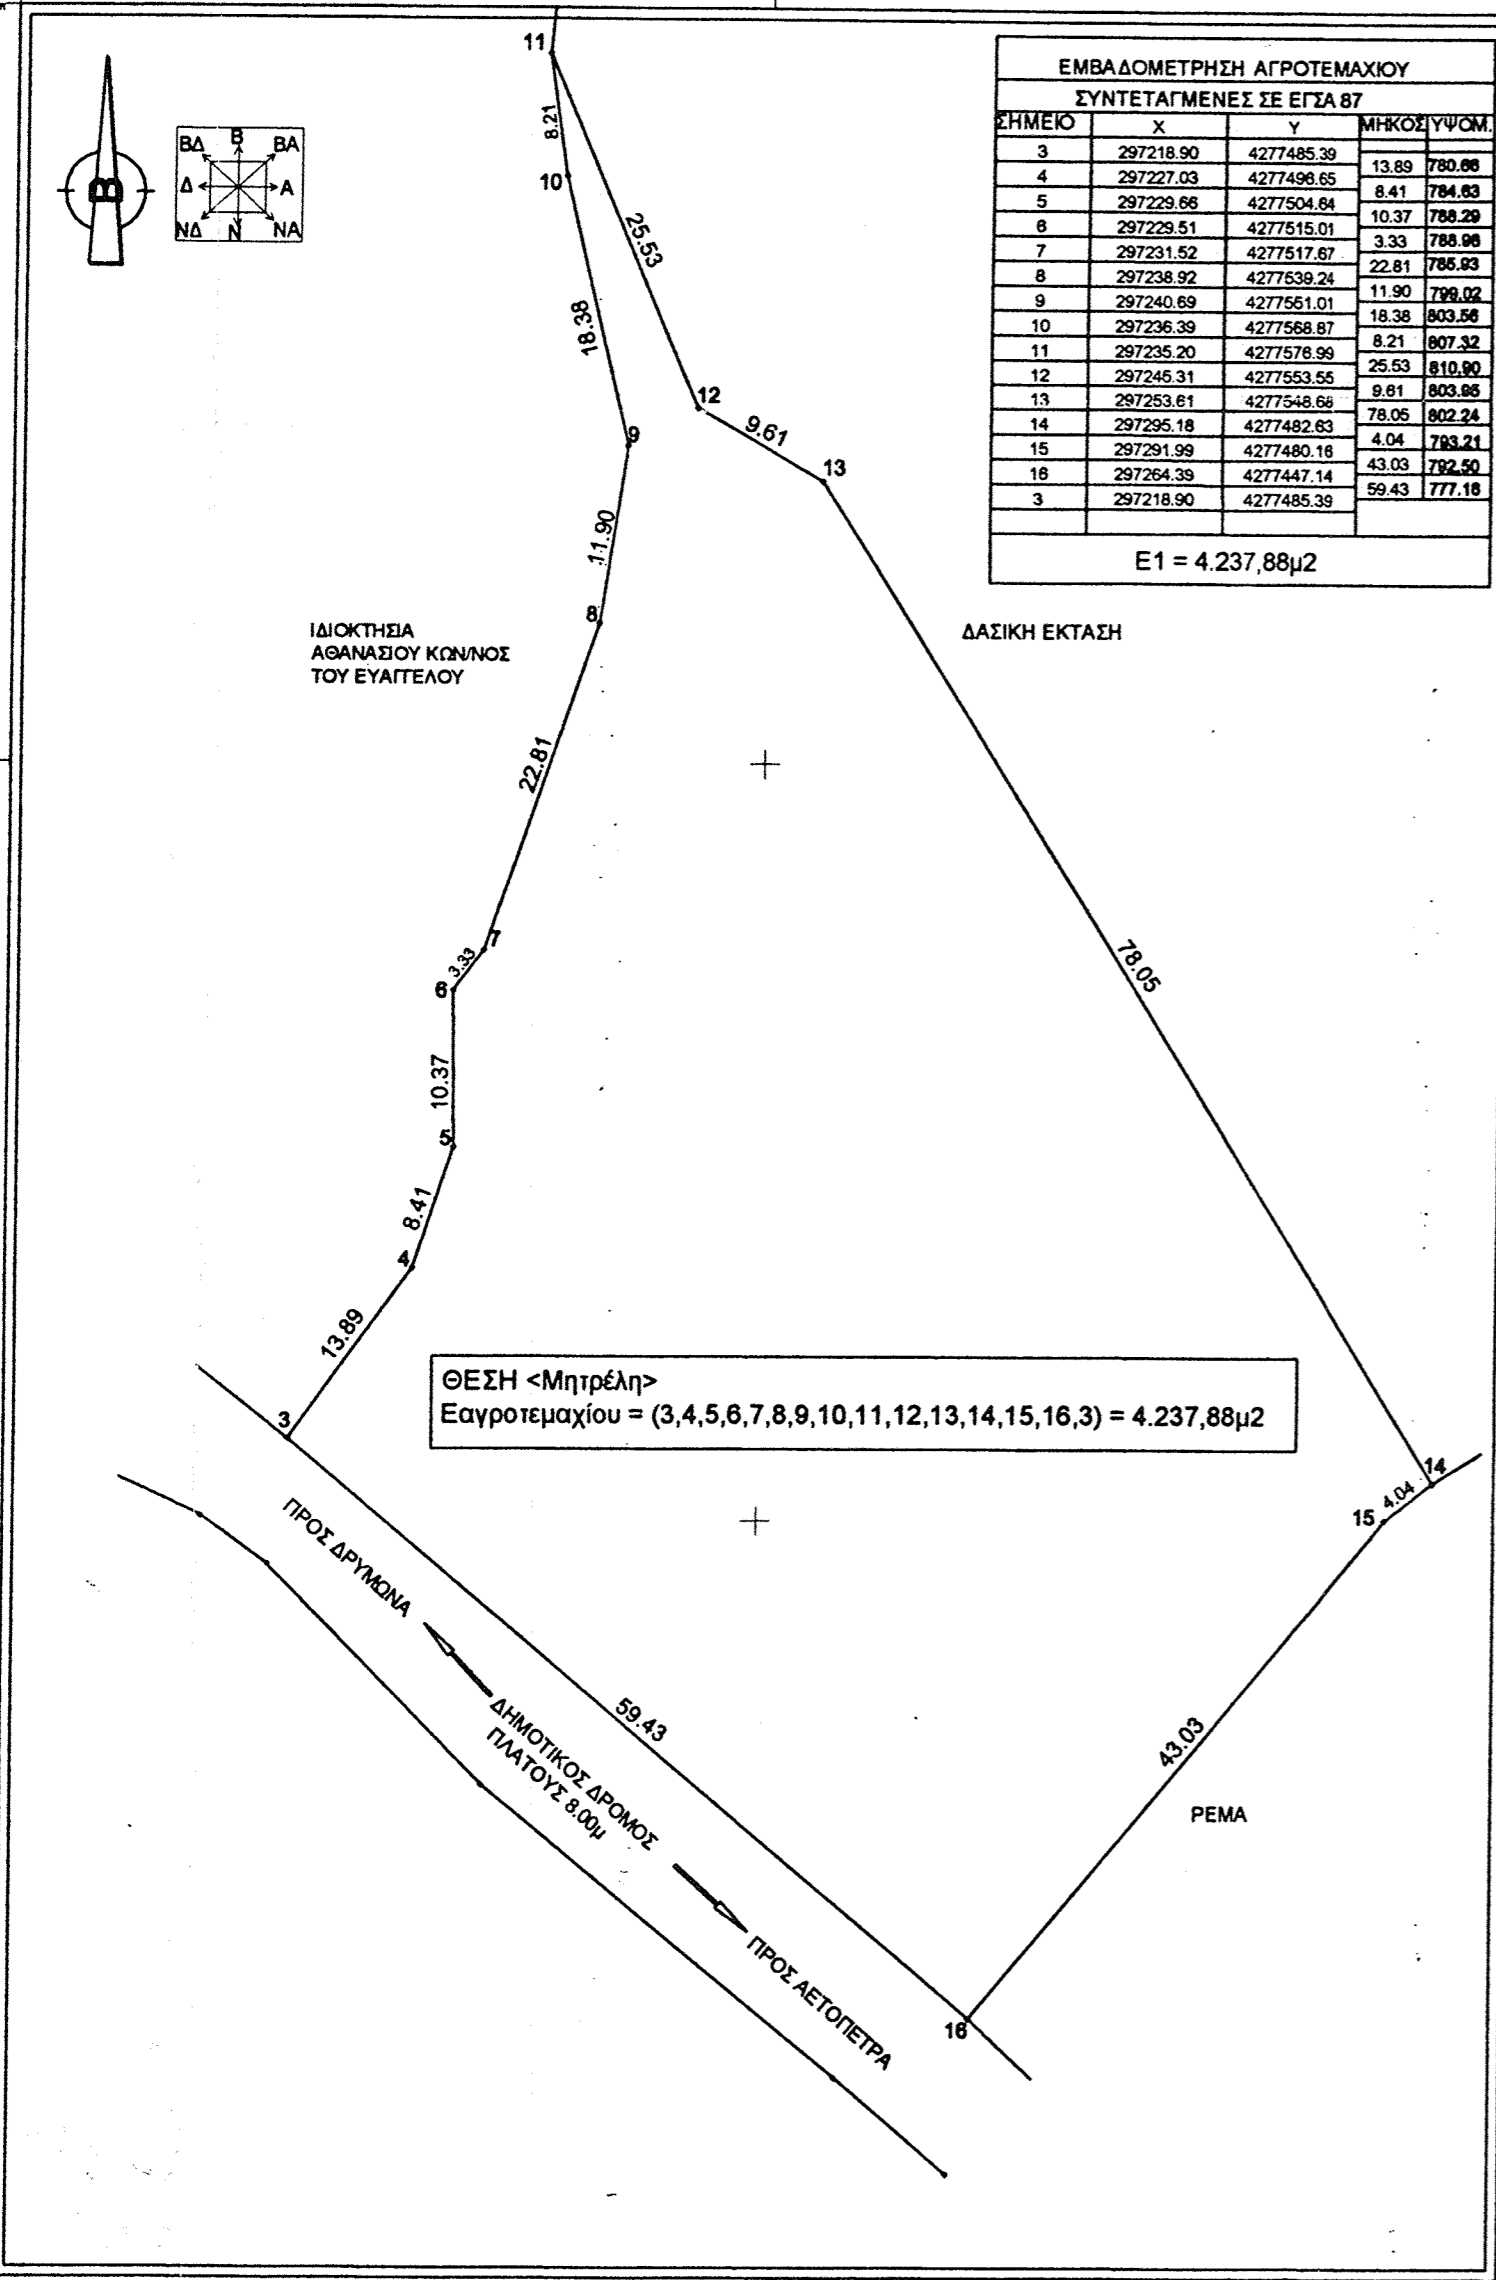 ΕΜΒΑΔΟΜΕΤΡΗΣΗ ΑΓΡΟΤΕΜΑΧΙΟΥ
ΣΥΝΤΕΤΑΓΜΕΝΕΣ ΣΕ ΕΓΣΑ 87
ΣΗΜΕΙΟ X Y ΜΗΚΟΣ ΥΨΟΜ.
3 297218.90 4277485.39
13.89 780.66
4 297227.03 4277496.65
8.41 784.63
5 297229.66 4277504.64
10.37 788.29
6 297229.51 4277515.01
3.33 788.96
7 297231.52 4277517.67
22.81 785.93
8 297238.92 4277539.24
11.90 799.02
9 297240.69 4277551.01
18.38 803.56
10 297236.39 4277568.87
8.21 807.32
11 297235.20 4277576.99
25.53 810.90
12 297245.31 4277553.55
9.61 803.95
13 297253.61 4277548.68
78.05 802.24
14 297295.18 4277482.63
4.04 793.21
15 297291.99 4277480.16
43.03 792.50
16 297264.39 4277447.14
59.43 777.16
3 297218.90 4277485.39
E1 = 4.237,88μ2
ΒΔ Β ΒΑ
Δ Α
ΝΔ Ν ΝΑ
11
8.21
10
25.53
18.38
12
9.61
9
13
11.90
8
ΙΔΙΟΚΤΗΣΙΑ
ΑΘΑΝΑΣΙΟΥ ΚΩΝ/ΝΟΣ
ΤΟΥ ΕΥΑΓΓΕΛΟΥ
ΔΑΣΙΚΗ ΕΚΤΑΣΗ
22.81
7
3.33
6
78.05
10.37
5
8.41
4
13.89
ΘΕΣΗ <Μητρέλη>
Εαγροτεμαχίου = (3,4,5,6,7,8,9,10,11,12,13,14,15,16,3) = 4.237,88μ2
3
14
4.04
15
ΠΡΟΣ ΔΡΥΜΩΝΑ
59.43
ΔΗΜΟΤΙΚΟΣ ΔΡΟΜΟΣ
ΠΛΑΤΟΥΣ 8.00μ
43.03
ΡΕΜΑ
ΠΡΟΣ ΑΕΤΟΠΕΤΡΑ
16